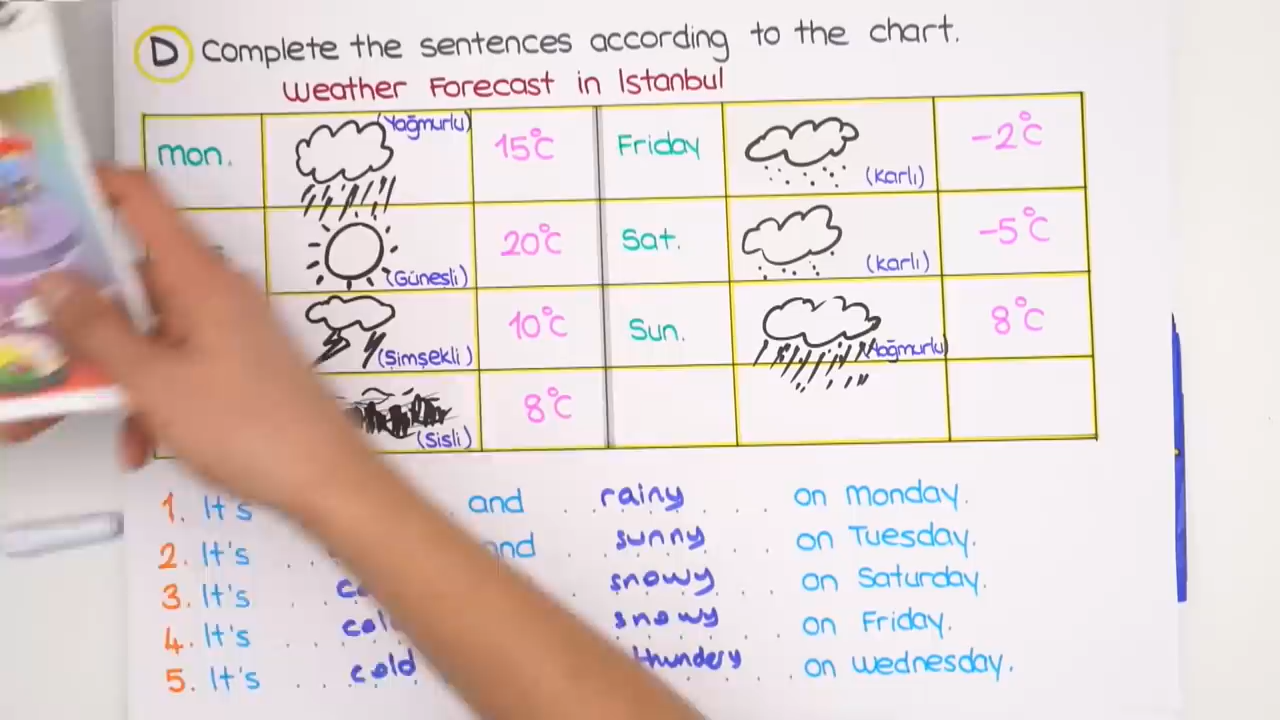 D Complete the sentences according to the chart.
Weather Forecast in Istanbul
mon. (Yağmurlu) 15°C Friday (Karlı) -2°C
(Güneşli) 20°C Sat. (Karlı) -5°C
(Şimşekli) 10°C Sun. (Yağmurlu) 8°C
(Sisli) 8°C
1. It's and rainy on Monday.
2. It's and sunny on Tuesday.
3. It's snowy on Saturday.
4. It's snowy on Friday.
5. It's cold thundery on Wednesday.